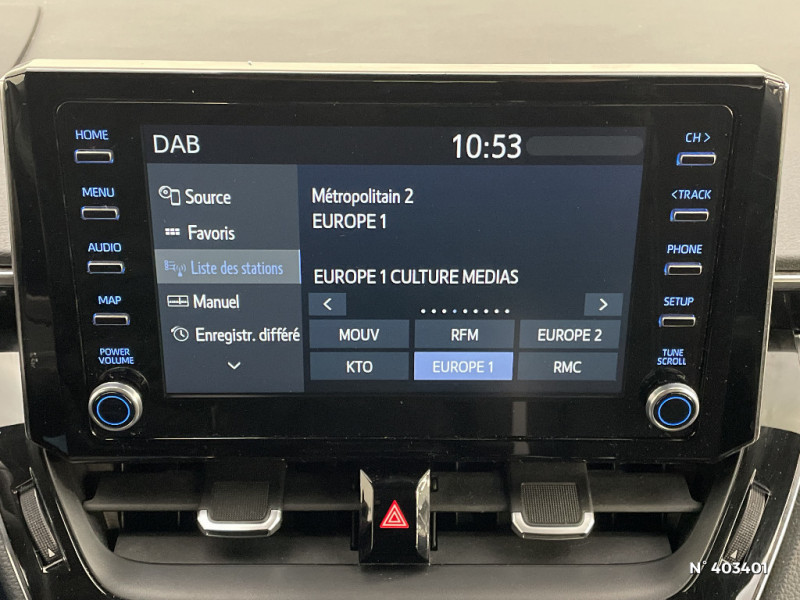 HOME
MENU
AUDIO
MAP
POWER
VOLUME
DAB
10:53
Source
Favoris
Liste des stations
Manuel
Enregistr. différé
Métropolitain 2
EUROPE 1
EUROPE 1 CULTURE MEDIAS
< >
MOUV RFM EUROPE 2
KTO EUROPE 1 RMC
CH >
< TRACK
PHONE
SETUP
TUNE
SCROLL
N° 403401